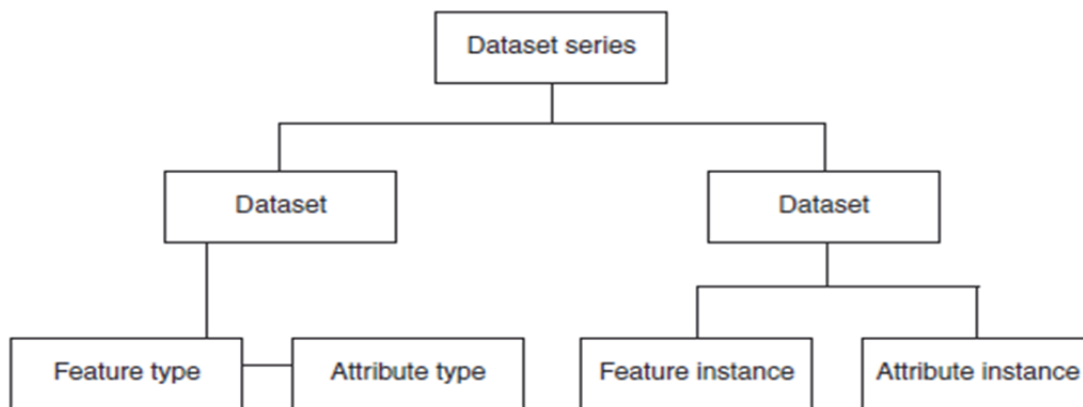 Dataset series
Dataset
Dataset
Feature type
Attribute type
Feature instance
Attribute instance